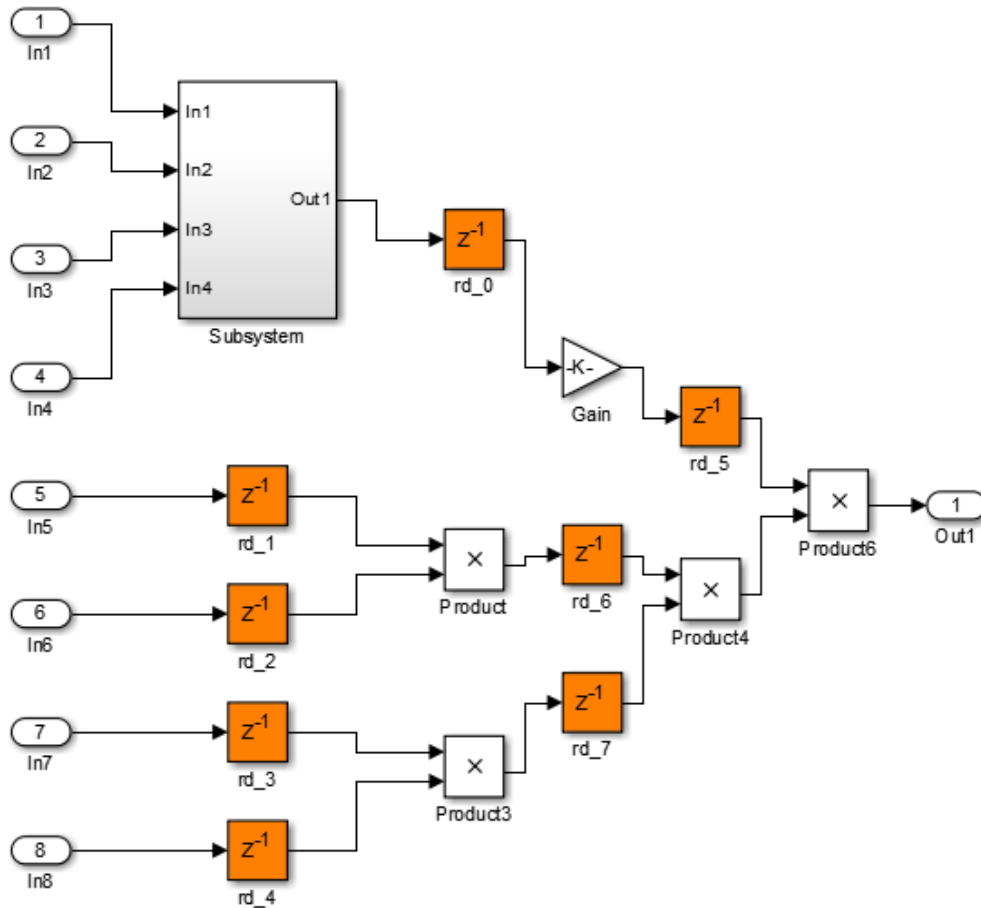 1
In1
2
In2
3
In3
4
In4
In1
In2
In3
In4
Out1
Subsystem
Z-1
rd_0
-K-
Gain
Z-1
rd_5
5
In5
Z-1
rd_1
6
In6
Z-1
rd_2
×
Product
Z-1
rd_6
×
Product4
×
Product6
1
Out1
7
In7
Z-1
rd_3
8
In8
Z-1
rd_4
×
Product3
Z-1
rd_7